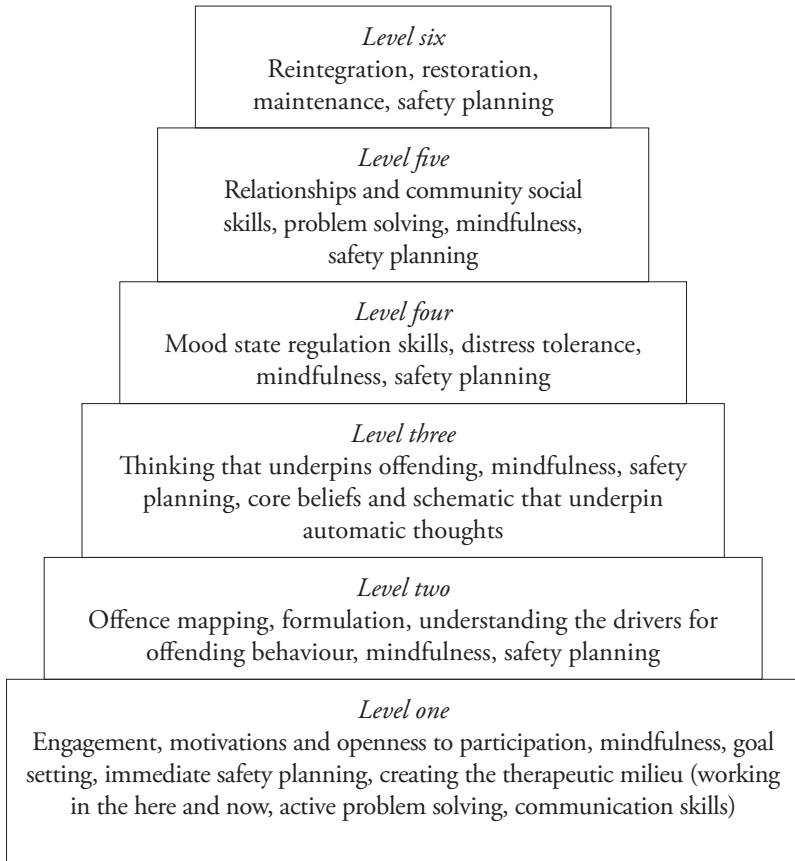 Level six
Reintegration, restoration,
maintenance, safety planning
Level five
Relationships and community social
skills, problem solving, mindfulness,
safety planning
Level four
Mood state regulation skills, distress tolerance,
mindfulness, safety planning
Level three
Thinking that underpins offending, mindfulness, safety
planning, core beliefs and schematic that underpin
automatic thoughts
Level two
Offence mapping, formulation, understanding the drivers for
offending behaviour, mindfulness, safety planning
Level one
Engagement, motivations and openness to participation, mindfulness, goal
setting, immediate safety planning, creating the therapeutic milieu (working
in the here and now, active problem solving, communication skills)